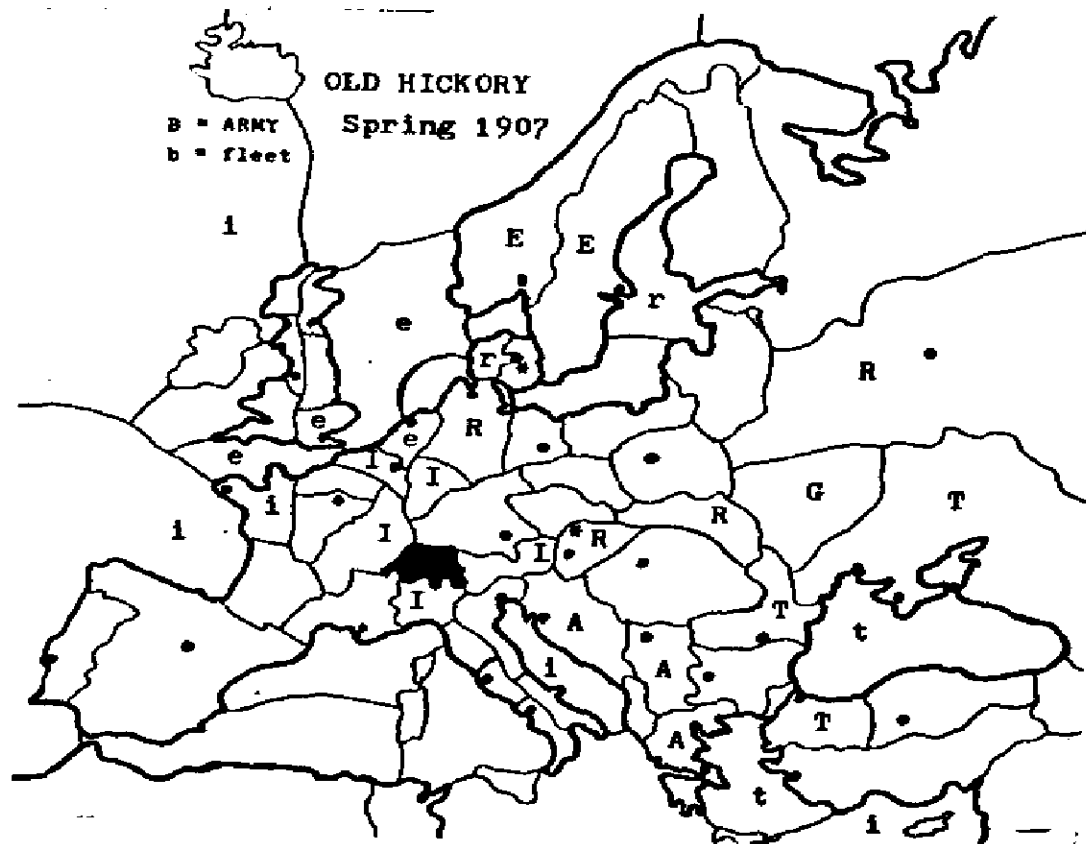 OLD HICKORY
B = ARMY Spring 1907
b = fleet
i
E E
r
e
r
R
e
R
e
e
I
I
G T
i
R
i
I
R
I
I
A
T
t
i
A
T
A
t
i